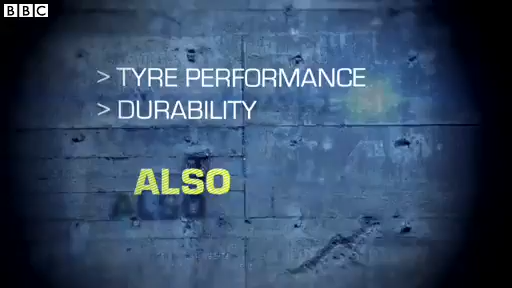 BBC
> TYRE PERFORMANCE
> DURABILITY
ALSO